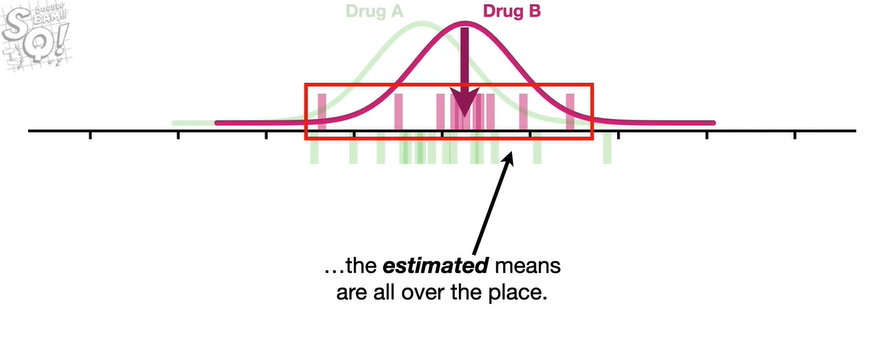 Drug A
Drug B
...the estimated means
are all over the place.